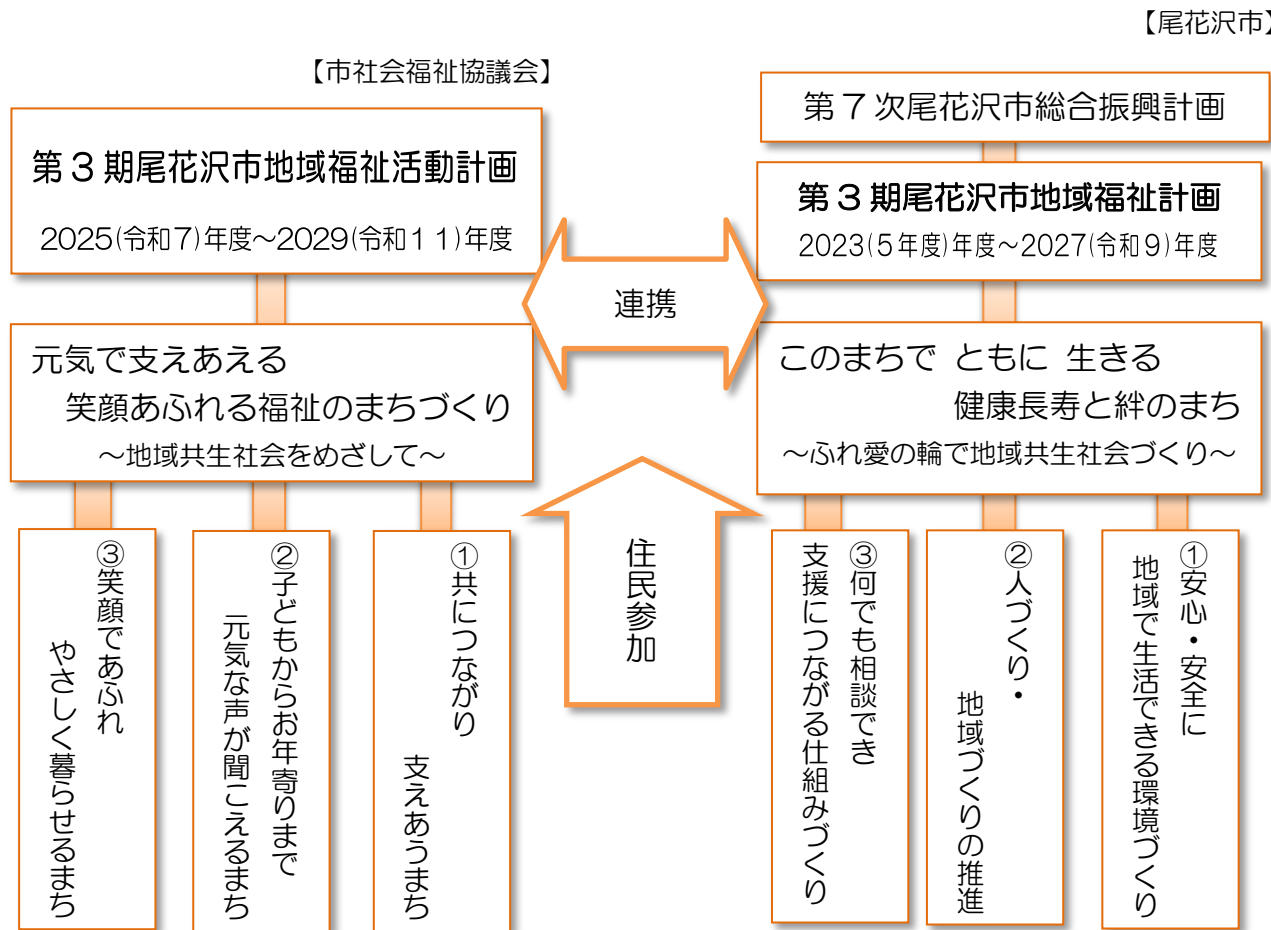 【尾花沢市】
【市社会福祉協議会】
第7次尾花沢市総合振興計画
第3期尾花沢市地域福祉活動計画
2025(令和7)年度～2029(令和11)年度
第3期尾花沢市地域福祉計画
2023(5年度)年度～2027(令和9)年度
連携
元気で支えあえる
笑顔あふれる福祉のまちづくり
～地域共生社会をめざして～
このまちで ともに 生きる
健康長寿と絆のまち
～ふれ愛の輪で地域共生社会づくり～
住民参加
①共につながり
支えあうまち
②子どもからお年寄りまで
元気な声が聞こえるまち
③笑顔であふれ
やさしく暮らせるまち
①安心・安全に
地域で生活できる環境づくり
②人づくり・
地域づくりの推進
③何でも相談でき
支援につながる仕組みづくり